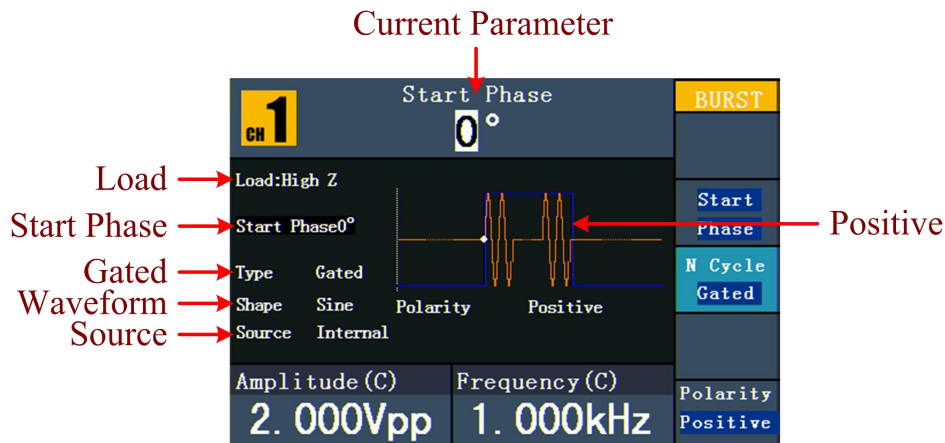 Current Parameter
CH 1
Start Phase
0°
BURST
Load
Load:High Z
Start Phase
Start Phase0°
Positive
Start
Phase
Gated
Type Gated
N Cycle
Gated
Waveform
Shape Sine
Polarity Positive
Source
Source Internal
Amplitude(C)
2.000Vpp
Frequency(C)
1.000kHz
Polarity
Positive